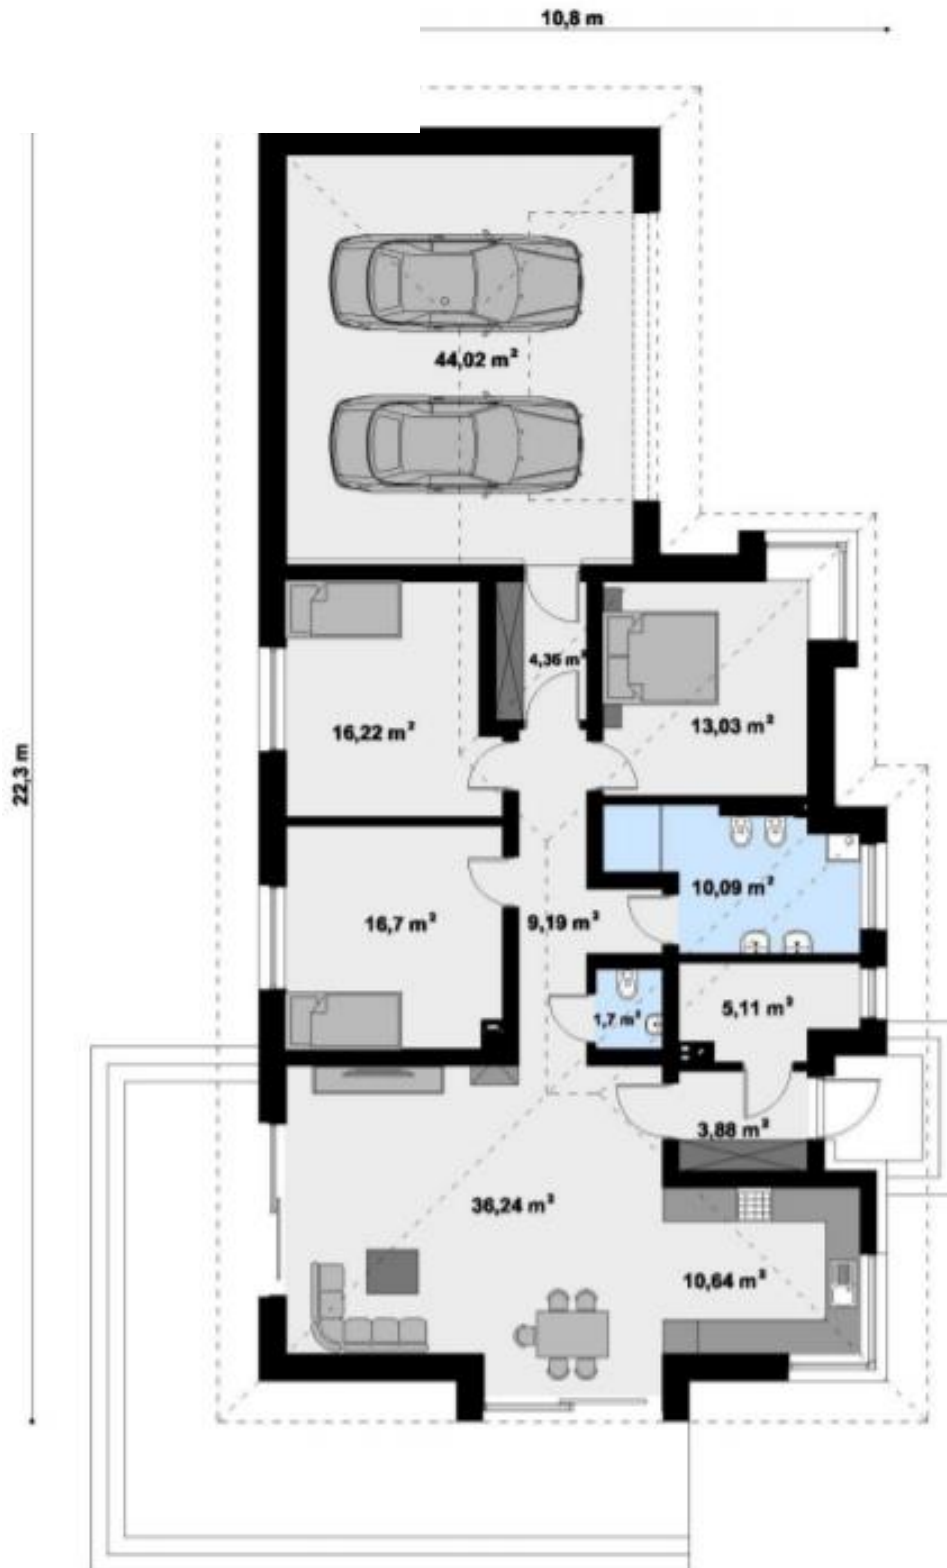 10,8 m
44,02 m²
4,36 m²
16,22 m²
13,03 m²
22,3 m
10,09 m²
16,7 m²
9,19 m²
5,11 m²
1,7 m²
3,88 m²
36,24 m²
10,64 m²